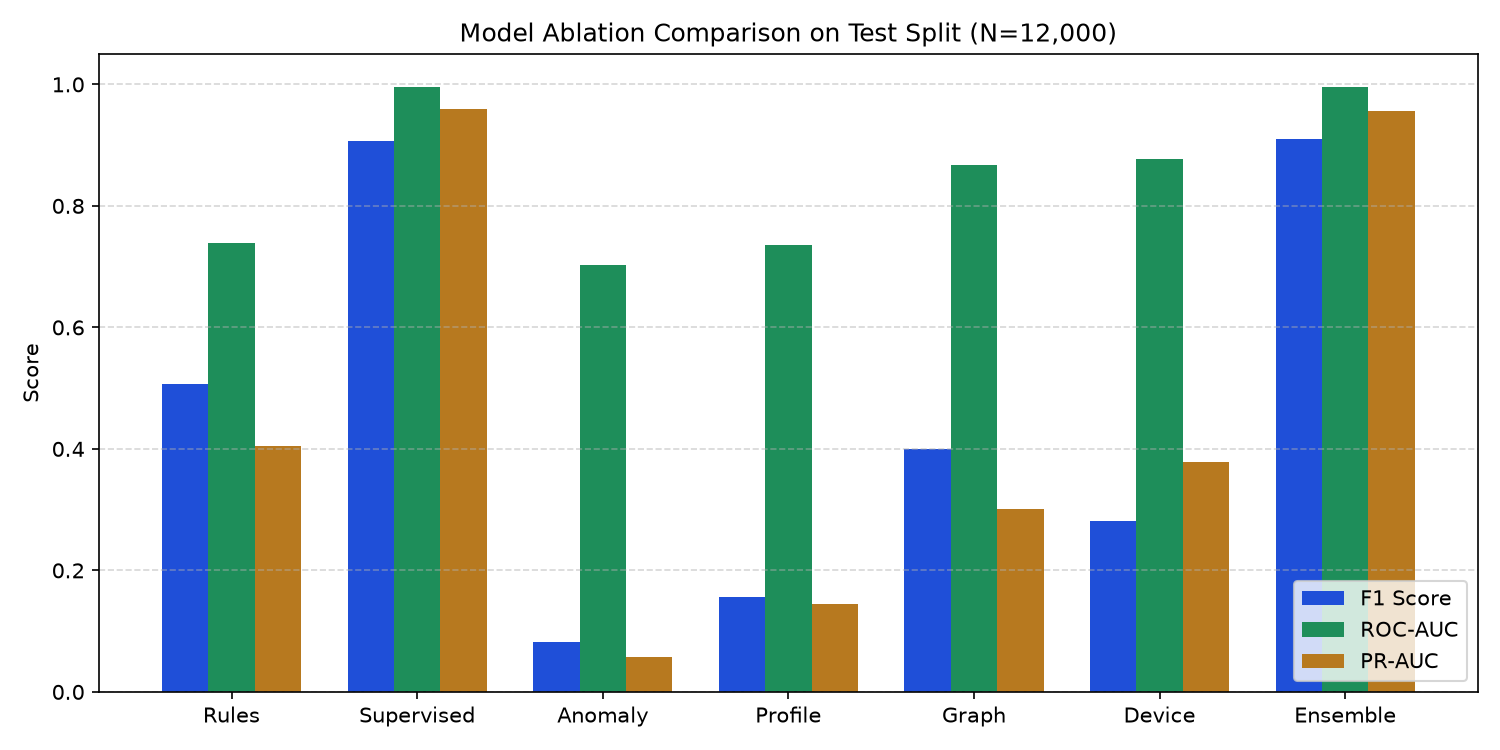 Model Ablation Comparison on Test Split (N=12,000)
Score
1.0
0.8
0.6
0.4
0.2
0.0
Rules Supervised Anomaly Profile Graph Device Ensemble
F1 Score
ROC-AUC
PR-AUC